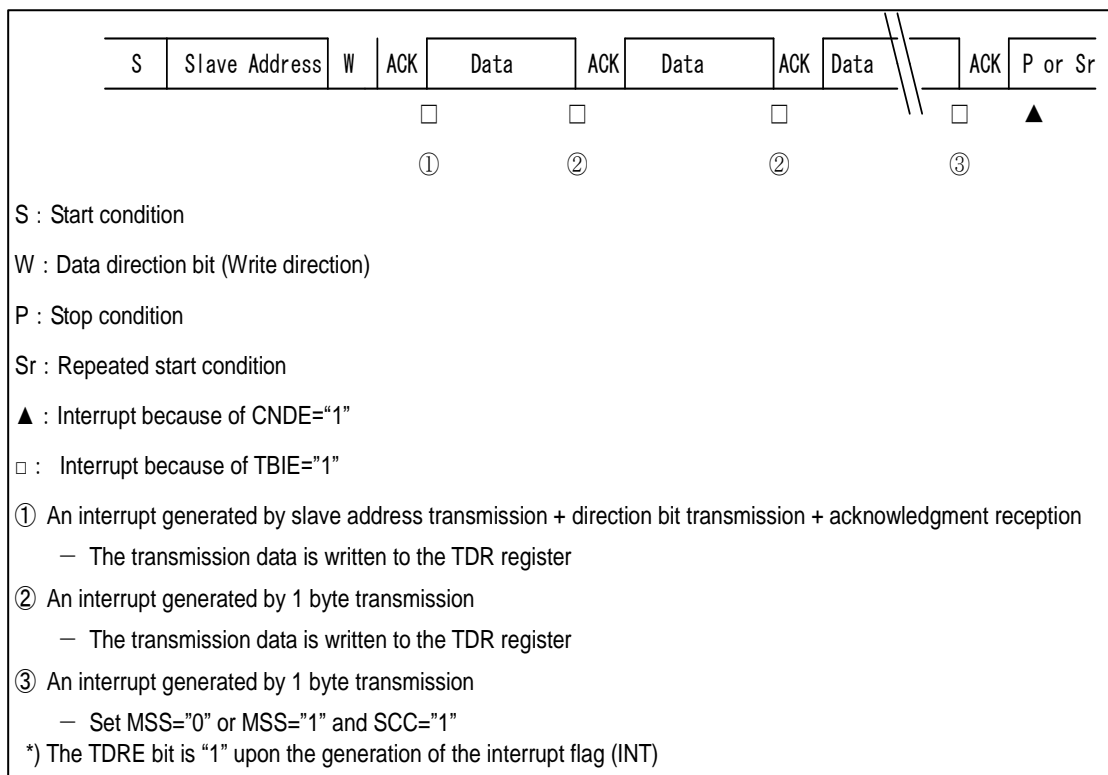 S Slave Address W ACK Data ACK Data ACK Data ACK P or Sr
□ □ □ □ ▲
① ② ② ③
S : Start condition
W : Data direction bit (Write direction)
P : Stop condition
Sr : Repeated start condition
▲ : Interrupt because of CNDE=“1”
□ : Interrupt because of TBIE=”1”
① An interrupt generated by slave address transmission + direction bit transmission + acknowledgment reception
― The transmission data is written to the TDR register
② An interrupt generated by 1 byte transmission
― The transmission data is written to the TDR register
③ An interrupt generated by 1 byte transmission
― Set MSS=”0” or MSS=”1” and SCC=”1”
*) The TDRE bit is “1” upon the generation of the interrupt flag (INT)